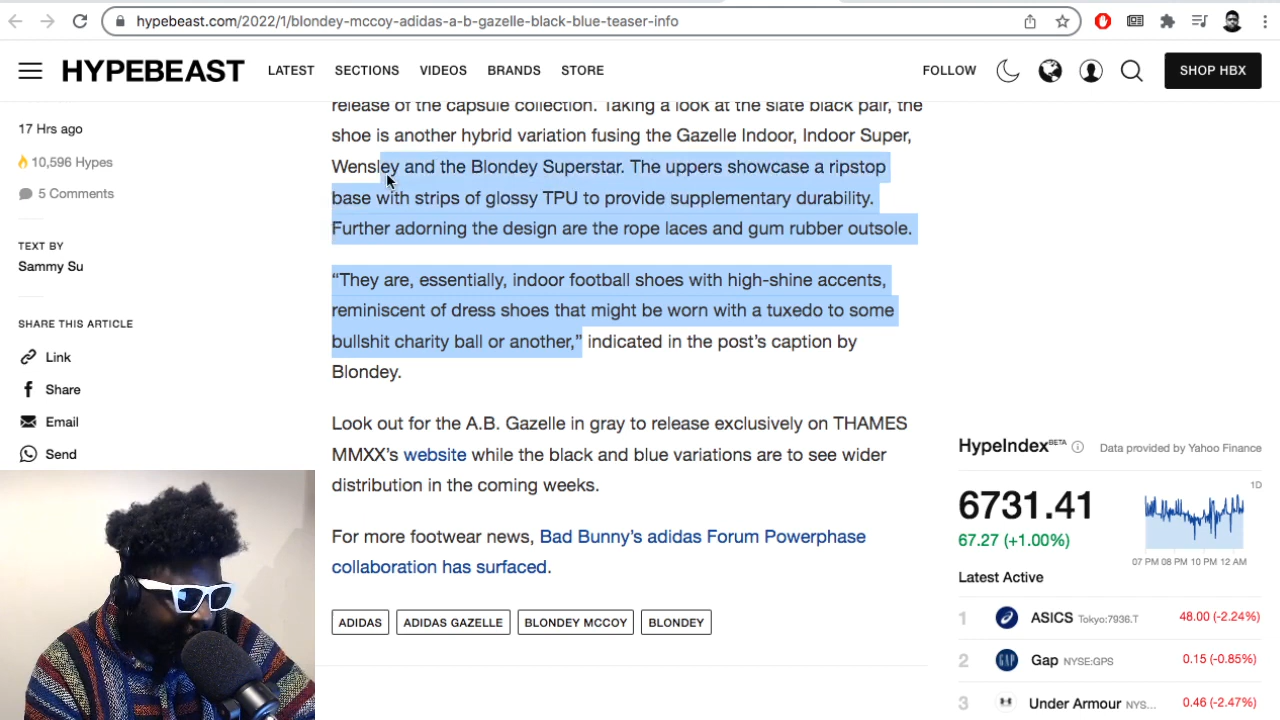 hypebeast.com/2022/1/blondey-mccoy-adidas-a-b-gazelle-black-blue-teaser-info
HYPEBEAST
LATEST
SECTIONS
VIDEOS
BRANDS
STORE
FOLLOW
SHOP HBX
17 Hrs ago
10,596 Hypes
5 Comments
TEXT BY
Sammy Su
SHARE THIS ARTICLE
Link
Share
Email
Send
release of the capsule collection. Taking a look at the slate black pair, the
shoe is another hybrid variation fusing the Gazelle Indoor, Indoor Super,
Wensley and the Blondey Superstar. The uppers showcase a ripstop
base with strips of glossy TPU to provide supplementary durability.
Further adorning the design are the rope laces and gum rubber outsole.
“They are, essentially, indoor football shoes with high-shine accents,
reminiscent of dress shoes that might be worn with a tuxedo to some
bullshit charity ball or another,” indicated in the post’s caption by
Blondey.
Look out for the A.B. Gazelle in gray to release exclusively on THAMES
MMXX’s website while the black and blue variations are to see wider
distribution in the coming weeks.
For more footwear news, Bad Bunny’s adidas Forum Powerphase
collaboration has surfaced.
ADIDAS
ADIDAS GAZELLE
BLONDEY MCCOY
BLONDEY
HypeIndex BETA
Data provided by Yahoo Finance
6731.41
67.27 (+1.00%)
1D
07 PM 08 PM 10 PM 12 AM
Latest Active
1 ASICS Tokyo:7936.T 48.00 (-2.24%)
2 GAP Gap NYSE:GPS 0.15 (-0.85%)
3 Under Armour NYS... 0.46 (-2.47%)